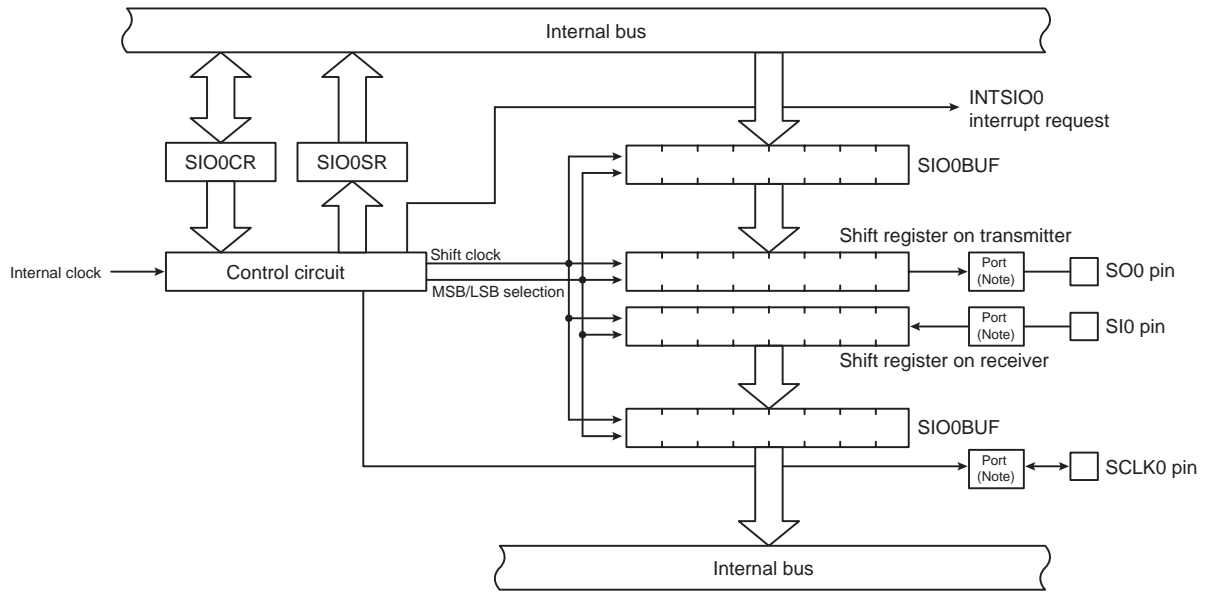 Internal bus
INTSIO0
interrupt request
SIO0CR
SIO0SR
SIO0BUF
Shift register on transmitter
Internal clock
Control circuit
Shift clock
MSB/LSB selection
Port
(Note)
SO0 pin
Port
(Note)
SI0 pin
Shift register on receiver
SIO0BUF
Port
(Note)
SCLK0 pin
Internal bus